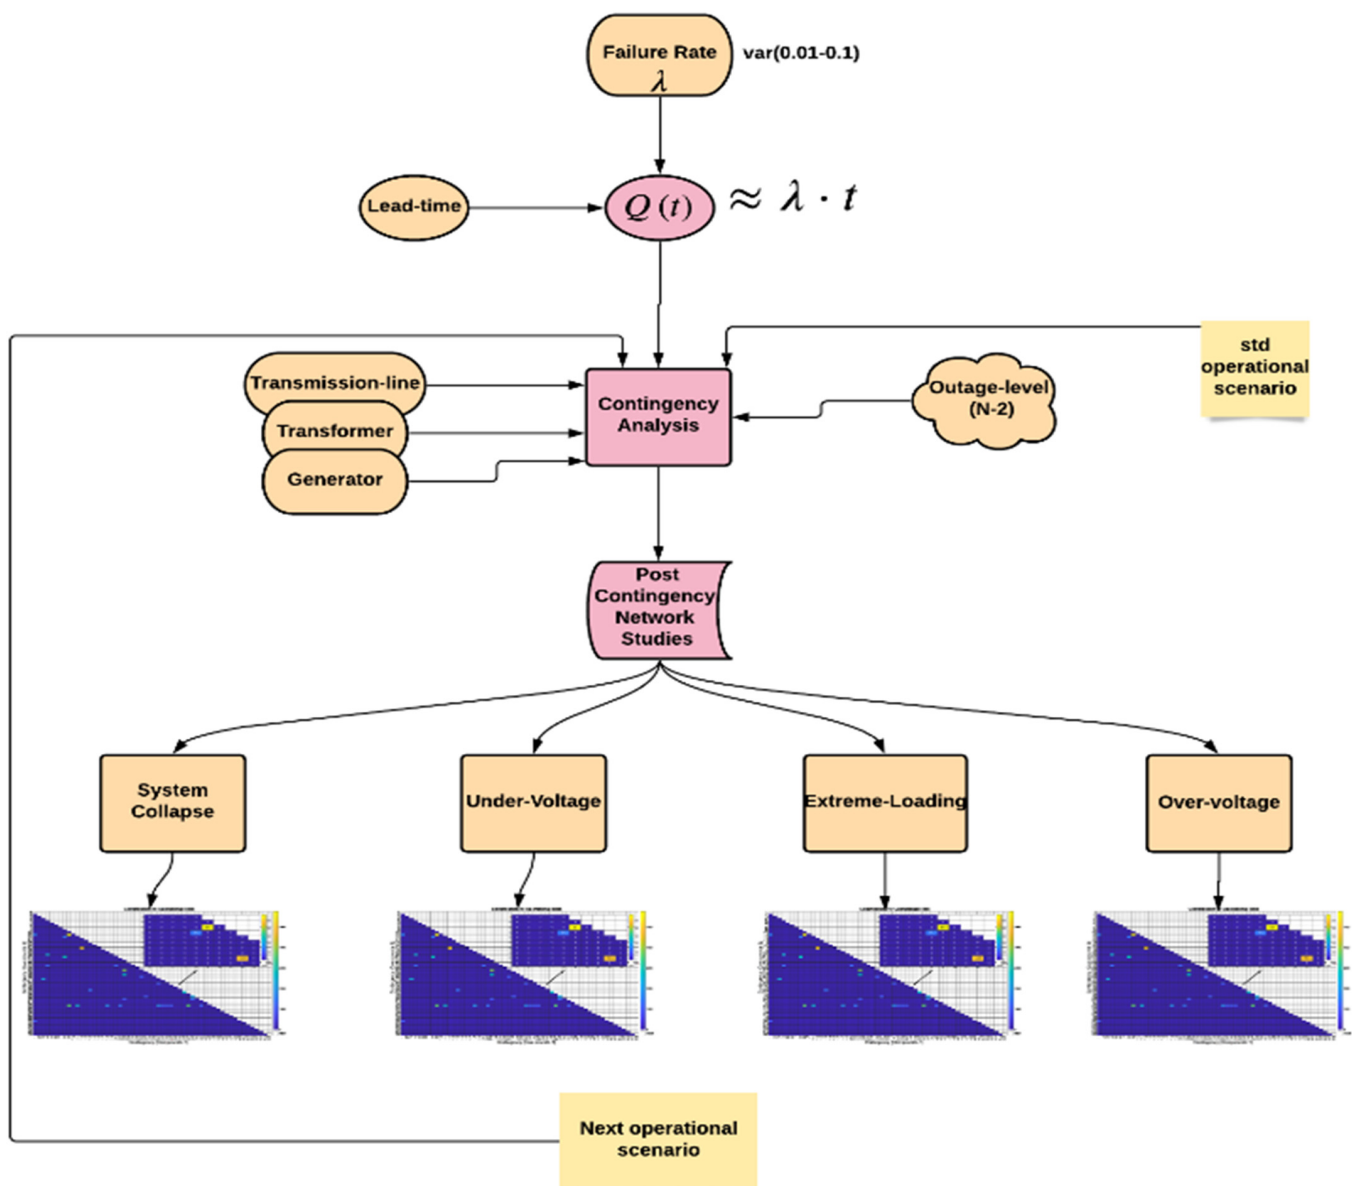 Failure Rate
λ
var(0.01-0.1)
Lead-time
Q (t)
≈ λ · t
std
operational
scenario
Transmission-line
Transformer
Generator
Contingency
Analysis
Outage-level
(N-2)
Post
Contingency
Network
Studies
System
Collapse
Under-Voltage
Extreme-Loading
Over-voltage
Next operational
scenario